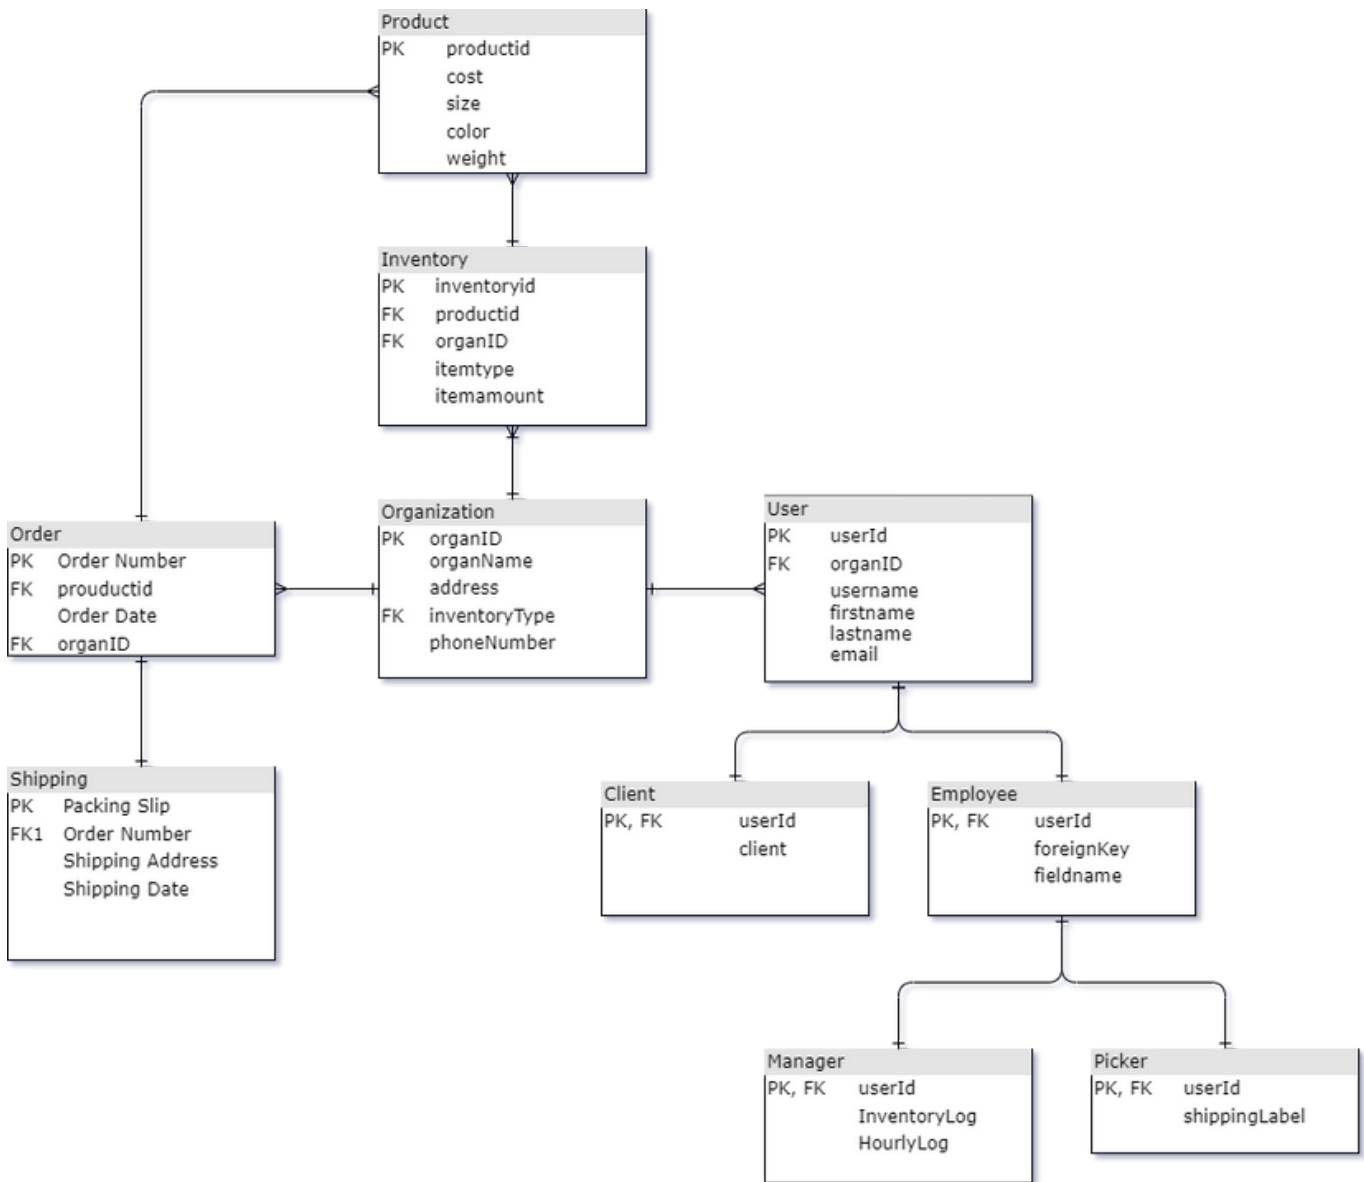 Product
PK productid
cost
size
color
weight
Inventory
PK inventoryid
FK productid
FK organID
itemtype
itemamount
Order
PK Order Number
FK prouductid
Order Date
FK organID
Organization
PK organID
organName
address
FK inventoryType
phoneNumber
User
PK userId
FK organID
username
firstname
lastname
email
Shipping
PK Packing Slip
FK1 Order Number
Shipping Address
Shipping Date
Client
PK, FK userId
client
Employee
PK, FK userId
foreignKey
fieldname
Manager
PK, FK userId
InventoryLog
HourlyLog
Picker
PK, FK userId
shippingLabel